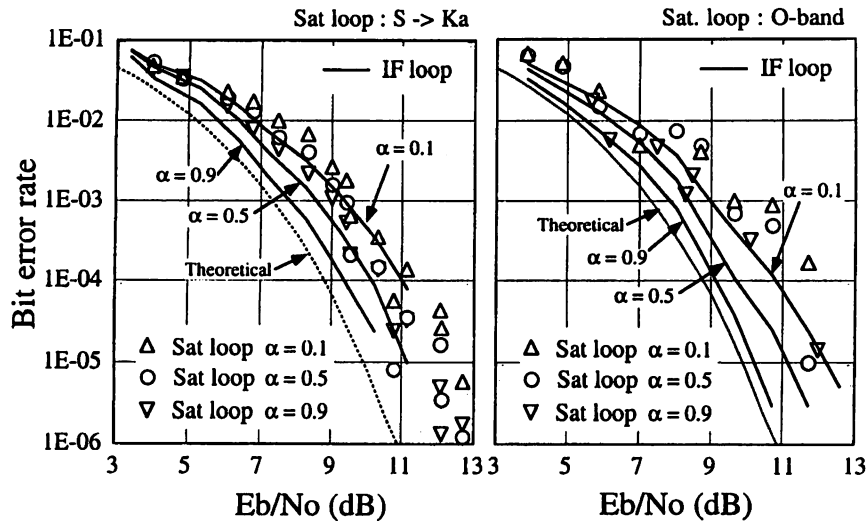 Sat loop : S -> Ka
Sat. loop : O-band
Bit error rate
1E-01
1E-02
1E-03
1E-04
1E-05
1E-06
IF loop
α = 0.1
α = 0.9
α = 0.5
Theoretical
Sat loop α = 0.1
Sat loop α = 0.5
Sat loop α = 0.9
3 5 7 9 11 13
Eb/No (dB)
IF loop
α = 0.1
Theoretical
α = 0.9
α = 0.5
Sat loop α = 0.1
Sat loop α = 0.5
Sat loop α = 0.9
3 5 7 9 11 13
Eb/No (dB)